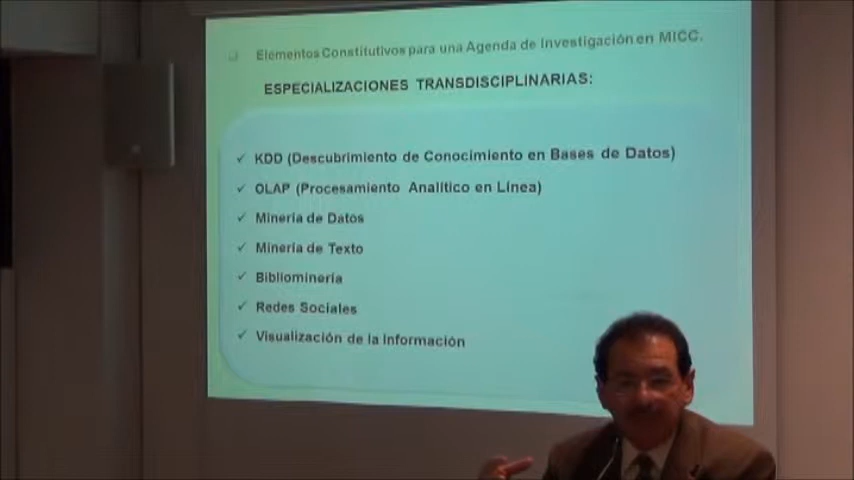 Elementos Constitutivos para una Agenda de Investigación en MICC.
ESPECIALIZACIONES TRANSDISCIPLINARIAS:
KDD (Descubrimiento de Conocimiento en Bases de Datos)
OLAP (Procesamiento Analítico en Línea)
Minería de Datos
Minería de Texto
Bibliominería
Redes Sociales
Visualización de la Información